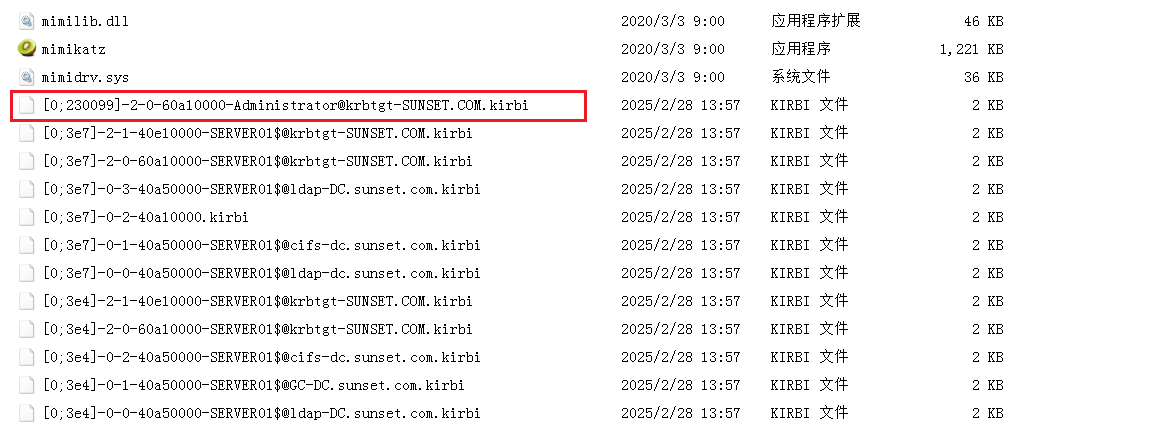 mimilib.dll 2020/3/3 9:00 应用程序扩展 46 KB
mimikatz 2020/3/3 9:00 应用程序 1,221 KB
mimidrv.sys 2020/3/3 9:00 系统文件 36 KB
[0;230099]-2-0-60a10000-Administrator@krbtgt-SUNSET.COM.kirbi 2025/2/28 13:57 KIRBI 文件 2 KB
[0;3e7]-2-1-40e10000-SERVER01$@krbtgt-SUNSET.COM.kirbi 2025/2/28 13:57 KIRBI 文件 2 KB
[0;3e7]-2-0-60a10000-SERVER01$@krbtgt-SUNSET.COM.kirbi 2025/2/28 13:57 KIRBI 文件 2 KB
[0;3e7]-0-3-40a50000-SERVER01$@ldap-DC.sunset.com.kirbi 2025/2/28 13:57 KIRBI 文件 2 KB
[0;3e7]-0-2-40a10000.kirbi 2025/2/28 13:57 KIRBI 文件 2 KB
[0;3e7]-0-1-40a50000-SERVER01$@cifs-dc.sunset.com.kirbi 2025/2/28 13:57 KIRBI 文件 2 KB
[0;3e7]-0-0-40a50000-SERVER01$@ldap-dc.sunset.com.kirbi 2025/2/28 13:57 KIRBI 文件 2 KB
[0;3e4]-2-1-40e10000-SERVER01$@krbtgt-SUNSET.COM.kirbi 2025/2/28 13:57 KIRBI 文件 2 KB
[0;3e4]-2-0-60a10000-SERVER01$@krbtgt-SUNSET.COM.kirbi 2025/2/28 13:57 KIRBI 文件 2 KB
[0;3e4]-0-2-40a50000-SERVER01$@cifs-dc.sunset.com.kirbi 2025/2/28 13:57 KIRBI 文件 2 KB
[0;3e4]-0-1-40a50000-SERVER01$@GC-DC.sunset.com.kirbi 2025/2/28 13:57 KIRBI 文件 2 KB
[0;3e4]-0-0-40a50000-SERVER01$@ldap-DC.sunset.com.kirbi 2025/2/28 13:57 KIRBI 文件 2 KB